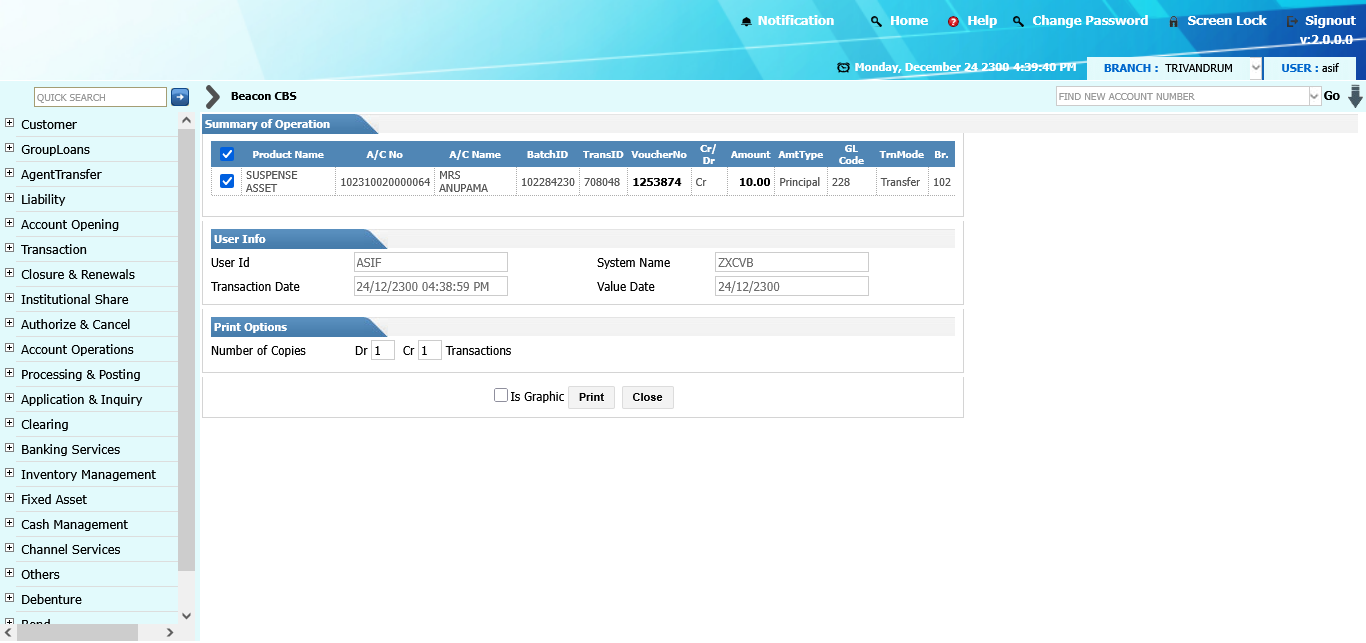 Notification Home Help Change Password Screen Lock Signout
v:2.0.0.0
Monday, December 24 2300 4:39:40 PM BRANCH : TRIVANDRUM USER : asif
QUICK SEARCH Beacon CBS FIND NEW ACCOUNT NUMBER Go
Customer
GroupLoans
AgentTransfer
Liability
Account Opening
Transaction
Closure & Renewals
Institutional Share
Authorize & Cancel
Account Operations
Processing & Posting
Application & Inquiry
Clearing
Banking Services
Inventory Management
Fixed Asset
Cash Management
Channel Services
Others
Debenture
Bond
Summary of Operation
Product Name A/C No A/C Name BatchID TransID VoucherNo Cr/ Dr Amount AmtType GL Code TrnMode Br.
SUSPENSE ASSET 102310020000064 MRS ANUPAMA 102284230 708048 1253874 Cr 10.00 Principal 228 Transfer 102
User Info
User Id ASIF System Name ZXCVB
Transaction Date 24/12/2300 04:38:59 PM Value Date 24/12/2300
Print Options
Number of Copies Dr 1 Cr 1 Transactions
Is Graphic Print Close